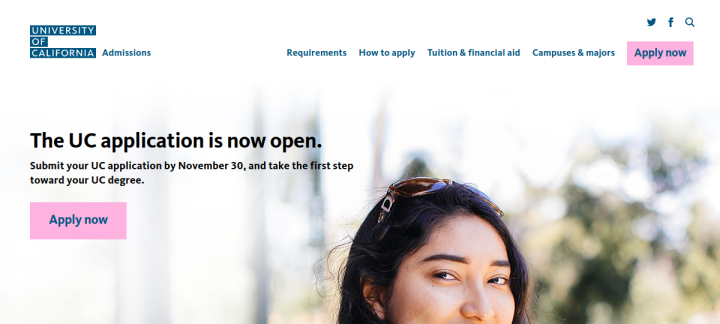 UNIVERSITY
OF
CALIFORNIA
Admissions
Requirements
How to apply
Tuition & financial aid
Campuses & majors
Apply now
The UC application is now open.
Submit your UC application by November 30, and take the first step
toward your UC degree.
Apply now